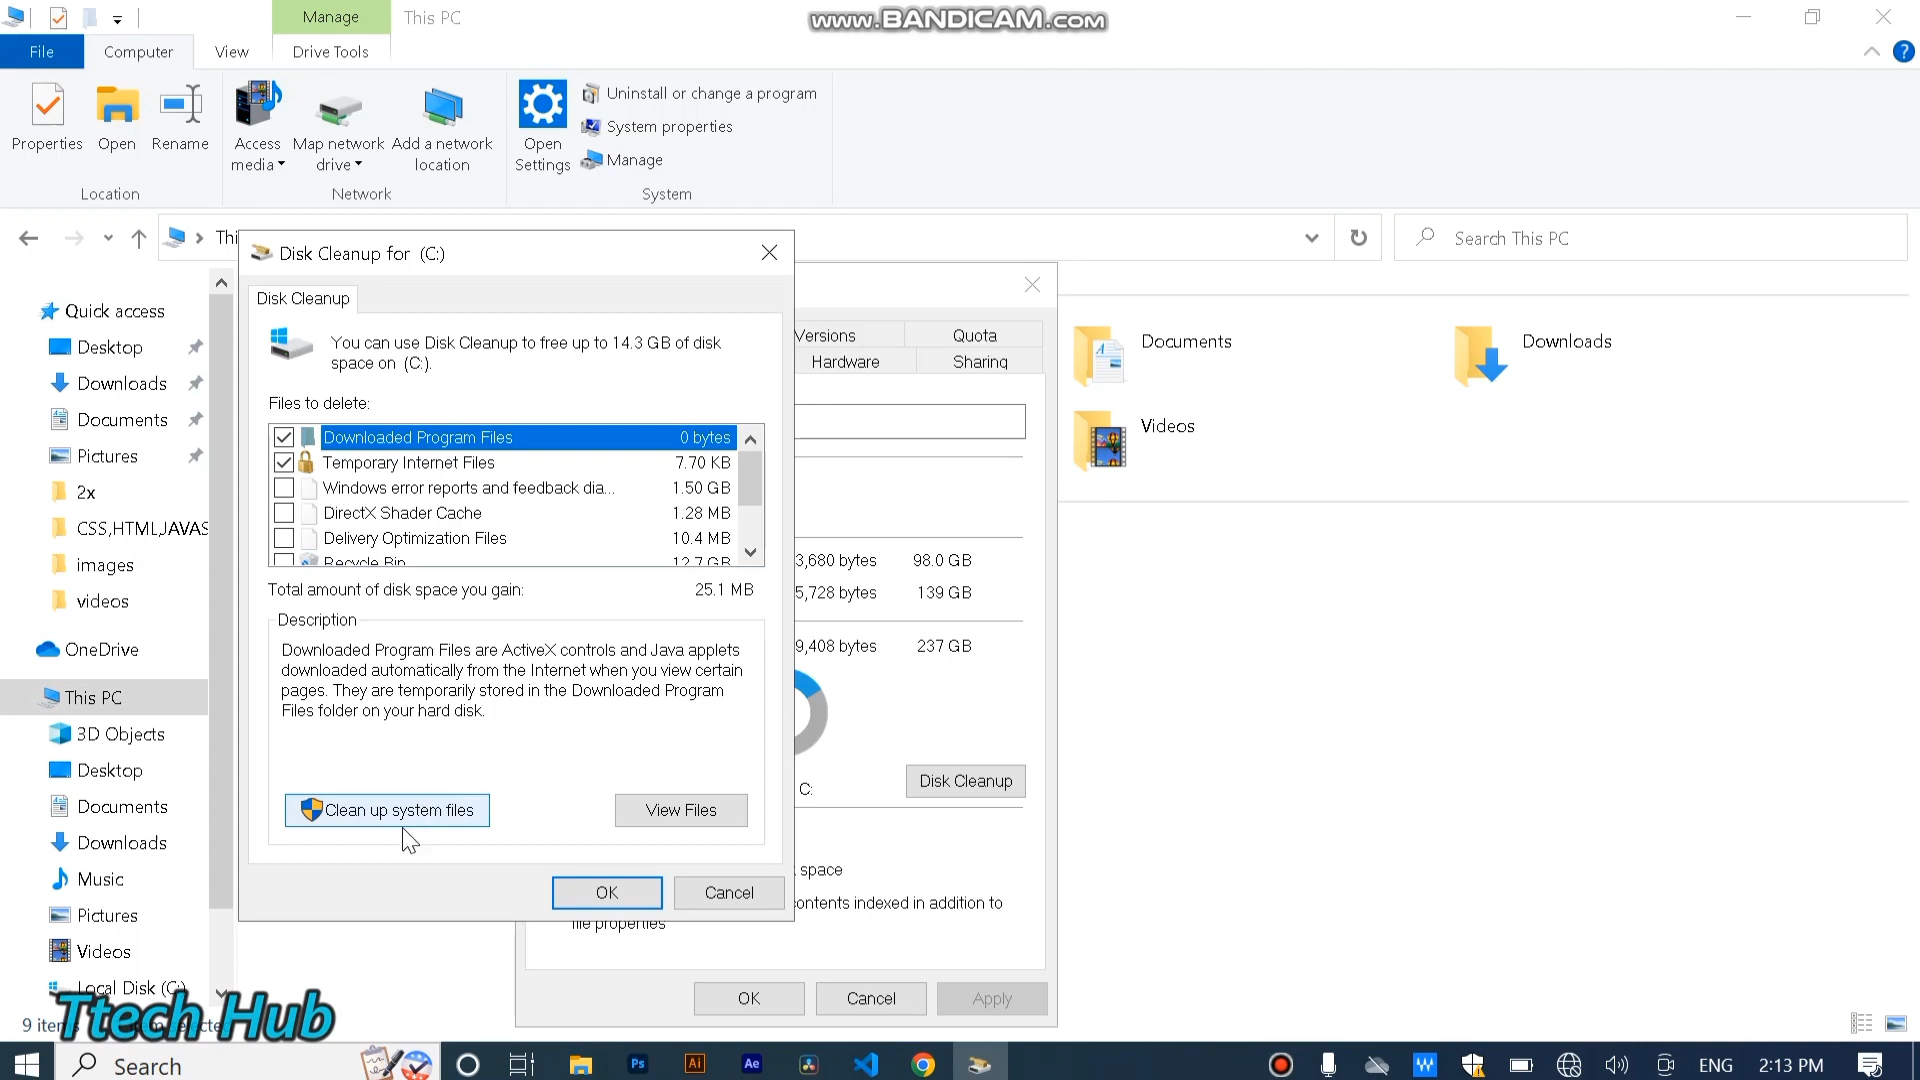 Manage
This PC
www.BANDICAM.com
File
Computer
View
Drive Tools
Properties
Open
Rename
Access media
Map network drive
Add a network location
Open Settings
Uninstall or change a program
System properties
Manage
Location
Network
System
Search This PC
Quick access
Desktop
Downloads
Documents
Pictures
2x
CSS,HTML,JAVAS
images
videos
OneDrive
This PC
3D Objects
Desktop
Documents
Downloads
Music
Pictures
Videos
Local Disk (C:)
Disk Cleanup for (C:)
Disk Cleanup
You can use Disk Cleanup to free up to 14.3 GB of disk
space on (C:).
Files to delete:
Downloaded Program Files 0 bytes
Temporary Internet Files 7.70 KB
Windows error reports and feedback dia... 1.50 GB
DirectX Shader Cache 1.28 MB
Delivery Optimization Files 10.4 MB
Recycle Bin 12.7 GB
Total amount of disk space you gain: 25.1 MB
Description
Downloaded Program Files are ActiveX controls and Java applets
downloaded automatically from the Internet when you view certain
pages. They are temporarily stored in the Downloaded Program
Files folder on your hard disk.
Clean up system files
View Files
OK
Cancel
Versions
Quota
Hardware
Sharing
3,680 bytes 98.0 GB
5,728 bytes 139 GB
9,408 bytes 237 GB
C:
Disk Cleanup
space
contents indexed in addition to
file properties
OK
Cancel
Apply
Documents
Downloads
Videos
Ttech Hub
9 items
Search
Ps
Ai
Ae
ENG
2:13 PM